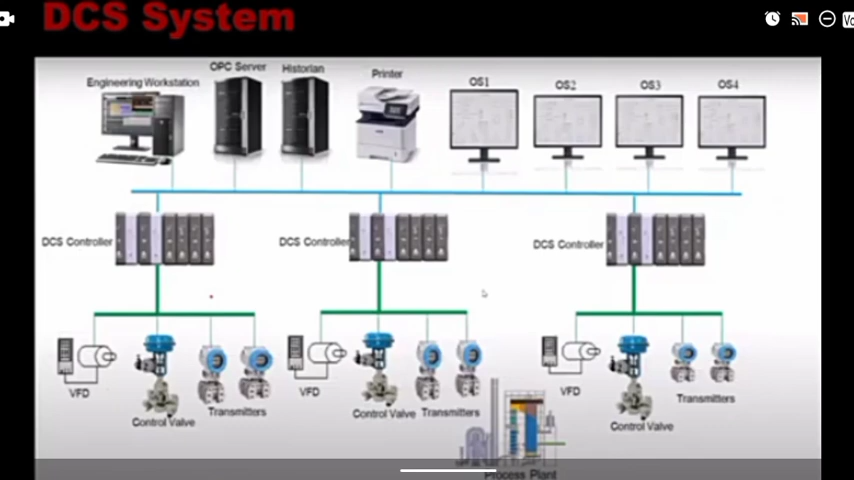 DCS System
Engineering Workstation
OPC Server
Historian
Printer
OS1
OS2
OS3
OS4
DCS Controller
DCS Controller
DCS Controller
VFD
Control Valve
Transmitters
VFD
Control Valve
Transmitters
VFD
Control Valve
Transmitters
Process Plant